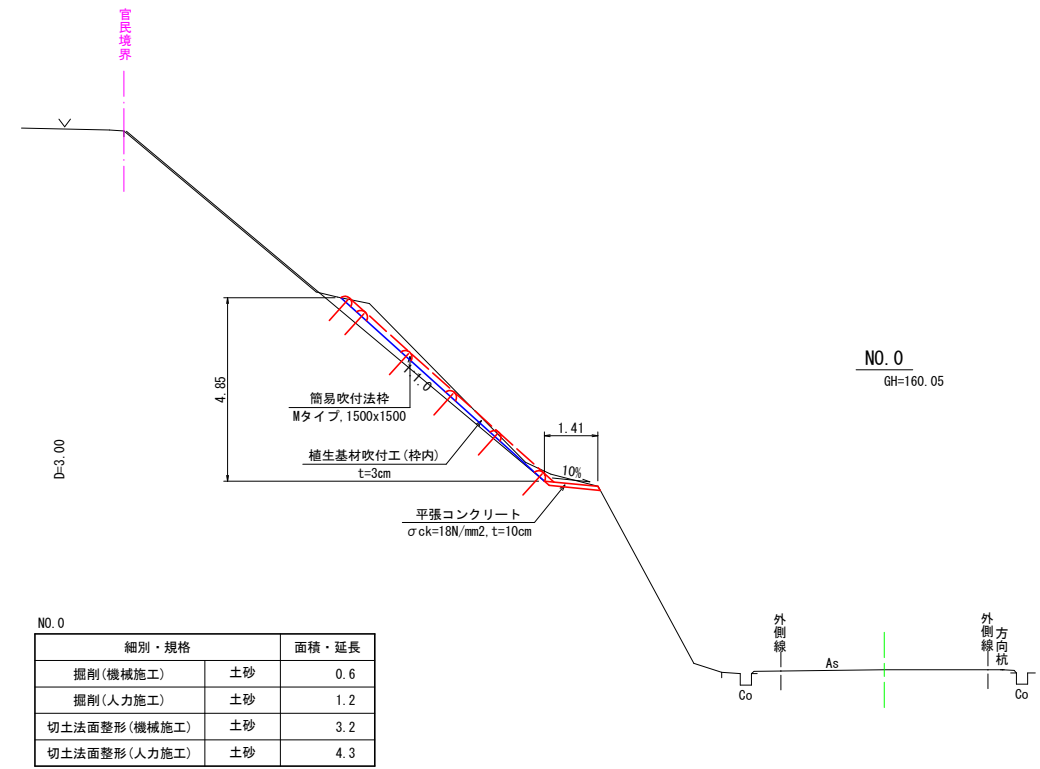 官民境界
4.85
1:1.0
簡易吹付法枠
Mタイプ,1500x1500
植生基材吹付工(枠内)
t=3cm
1.41
10%
平張コンクリート
σck=18N/mm2,t=10cm
D=3.00
NO.0
GH=160.05
外側線
外側線
方向杭
As
Co
Co
NO.0
細別・規格 面積・延長
掘削(機械施工) 土砂 0.6
掘削(人力施工) 土砂 1.2
切土法面整形(機械施工) 土砂 3.2
切土法面整形(人力施工) 土砂 4.3